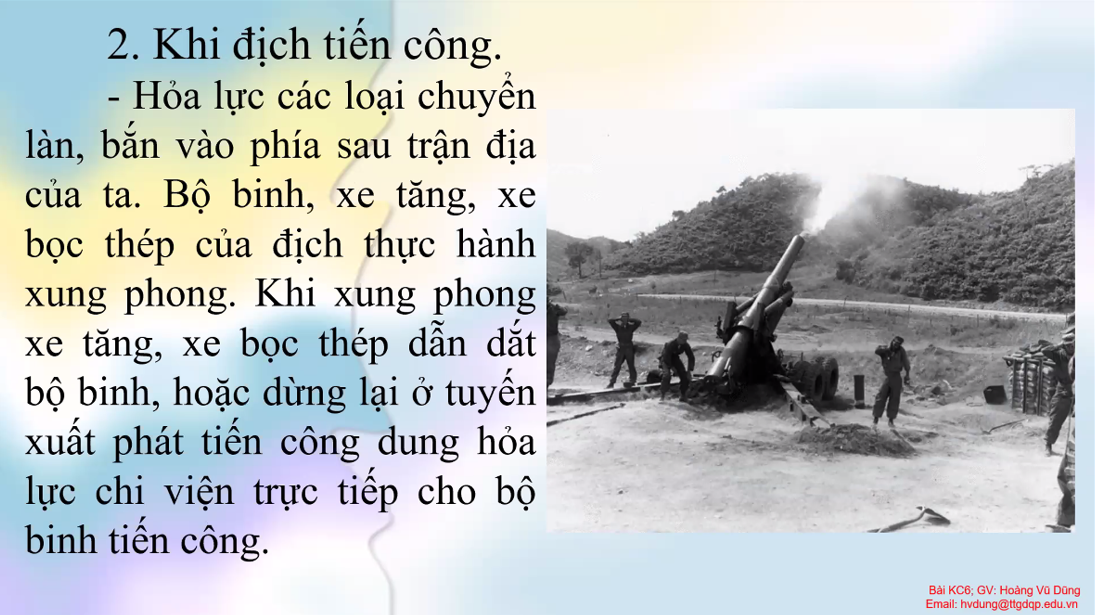 2. Khi địch tiến công.
- Hỏa lực các loại chuyển
làn, bắn vào phía sau trận địa
của ta. Bộ binh, xe tăng, xe
bọc thép của địch thực hành
xung phong. Khi xung phong
xe tăng, xe bọc thép dẫn dắt
bộ binh, hoặc dừng lại ở tuyến
xuất phát tiến công dung hỏa
lực chi viện trực tiếp cho bộ
binh tiến công.
Bài KC6; GV: Hoàng Vũ Dũng
Email: hvdung@ttgdqp.edu.vn